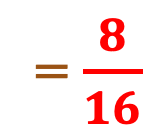 = 8/16